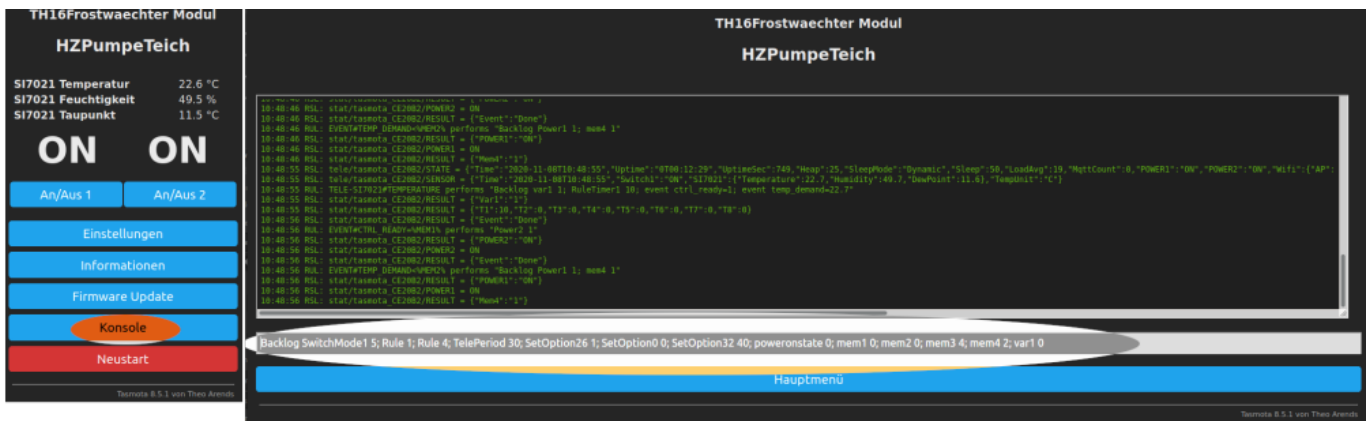 TH16Frostwaechter Modul
HZPumpeTeich
SI7021 Temperatur 22.6 °C
SI7021 Feuchtigkeit 49.5 %
SI7021 Taupunkt 11.5 °C
ON ON
An/Aus 1 An/Aus 2
Einstellungen
Informationen
Firmware Update
Konsole
Neustart
Tasmota 8.5.1 von Theo Arends
TH16Frostwaechter Modul
HZPumpeTeich
10:48:46 RSL: stat/tasmota_CE20B2/POWER2 = ON
10:48:46 RSL: stat/tasmota_CE20B2/RESULT = {"Event":"Done"}
10:48:46 RUL: EVENT#TEMP_DEMAND<%MEM2% performs "Backlog Power1 1; mem4 1"
10:48:46 RSL: stat/tasmota_CE20B2/RESULT = {"POWER1":"ON"}
10:48:46 RSL: stat/tasmota_CE20B2/POWER1 = ON
10:48:46 RSL: stat/tasmota_CE20B2/RESULT = {"Mem4":"1"}
10:48:55 RSL: tele/tasmota_CE20B2/STATE = {"Time":"2020-11-08T10:48:55","Uptime":"0T00:12:29","UptimeSec":749,"Heap":25,"SleepMode":"Dynamic","Sleep":50,"LoadAvg":19,"MqttCount":0,"POWER1":"ON","POWER2":"ON","Wifi":{"AP":
10:48:55 RSL: tele/tasmota_CE20B2/SENSOR = {"Time":"2020-11-08T10:48:55","Switch1":"ON","SI7021":{"Temperature":22.7,"Humidity":49.7,"DewPoint":11.6},"TempUnit":"C"}
10:48:55 RUL: TELE-SI7021#TEMPERATURE performs "Backlog var1 1; RuleTimer1 10; event ctrl_ready=1; event temp_demand=22.7"
10:48:55 RSL: stat/tasmota_CE20B2/RESULT = {"Var1":"1"}
10:48:55 RSL: stat/tasmota_CE20B2/RESULT = {"T1":10,"T2":0,"T3":0,"T4":0,"T5":0,"T6":0,"T7":0,"T8":0}
10:48:56 RSL: stat/tasmota_CE20B2/RESULT = {"Event":"Done"}
10:48:56 RUL: EVENT#CTRL_READY=%MEM1% performs "Power2 1"
10:48:56 RSL: stat/tasmota_CE20B2/RESULT = {"POWER2":"ON"}
10:48:56 RSL: stat/tasmota_CE20B2/POWER2 = ON
10:48:56 RSL: stat/tasmota_CE20B2/RESULT = {"Event":"Done"}
10:48:56 RUL: EVENT#TEMP_DEMAND<%MEM2% performs "Backlog Power1 1; mem4 1"
10:48:56 RSL: stat/tasmota_CE20B2/RESULT = {"POWER1":"ON"}
10:48:56 RSL: stat/tasmota_CE20B2/POWER1 = ON
10:48:56 RSL: stat/tasmota_CE20B2/RESULT = {"Mem4":"1"}
Backlog SwitchMode1 5; Rule 1; Rule 4; TelePeriod 30; SetOption26 1; SetOption0 0; SetOption32 40; poweronstate 0; mem1 0; mem2 0; mem3 4; mem4 2; var1 0
Hauptmenü
Tasmota 8.5.1 von Theo Arends